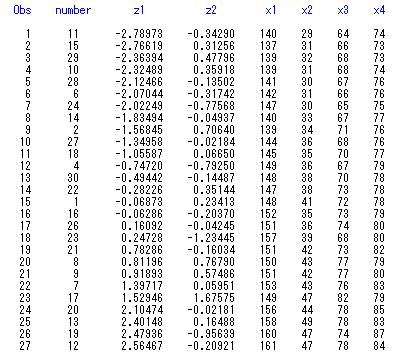 Obs number z1 z2 x1 x2 x3 x4
1 11 -2.78973 -0.34290 140 29 64 74
2 15 -2.76619 0.31256 137 31 66 73
3 29 -2.36394 0.47796 139 32 68 73
4 10 -2.32489 0.35918 139 31 68 74
5 28 -2.12466 -0.13502 141 30 67 76
6 6 -2.07044 -0.31742 142 31 66 76
7 24 -2.02249 -0.77568 147 30 65 75
8 14 -1.83494 -0.04937 140 33 67 77
9 2 -1.56845 0.70640 139 34 71 76
10 27 -1.34958 -0.02184 144 36 68 76
11 18 -1.05587 0.06650 145 35 70 77
12 4 -0.74720 -0.79250 149 36 67 79
13 30 -0.49442 -0.14487 148 38 70 78
14 22 -0.28226 0.35144 147 38 73 78
15 1 -0.06873 0.23413 148 41 72 78
16 16 -0.06286 -0.20370 152 35 73 79
17 26 0.16092 -0.04245 151 36 74 80
18 23 0.24728 -1.23445 157 39 68 80
19 21 0.78286 -0.16034 151 42 73 82
20 8 0.81196 0.76790 150 43 77 79
21 9 0.91893 0.57486 151 42 77 80
22 7 1.39717 0.05951 153 43 76 83
23 17 1.52946 1.67575 149 47 82 79
24 20 2.10474 -0.02181 156 44 78 85
25 13 2.40148 0.16488 158 49 78 83
26 19 2.47936 -0.95639 160 47 74 87
27 12 2.56467 -0.20921 161 47 78 84